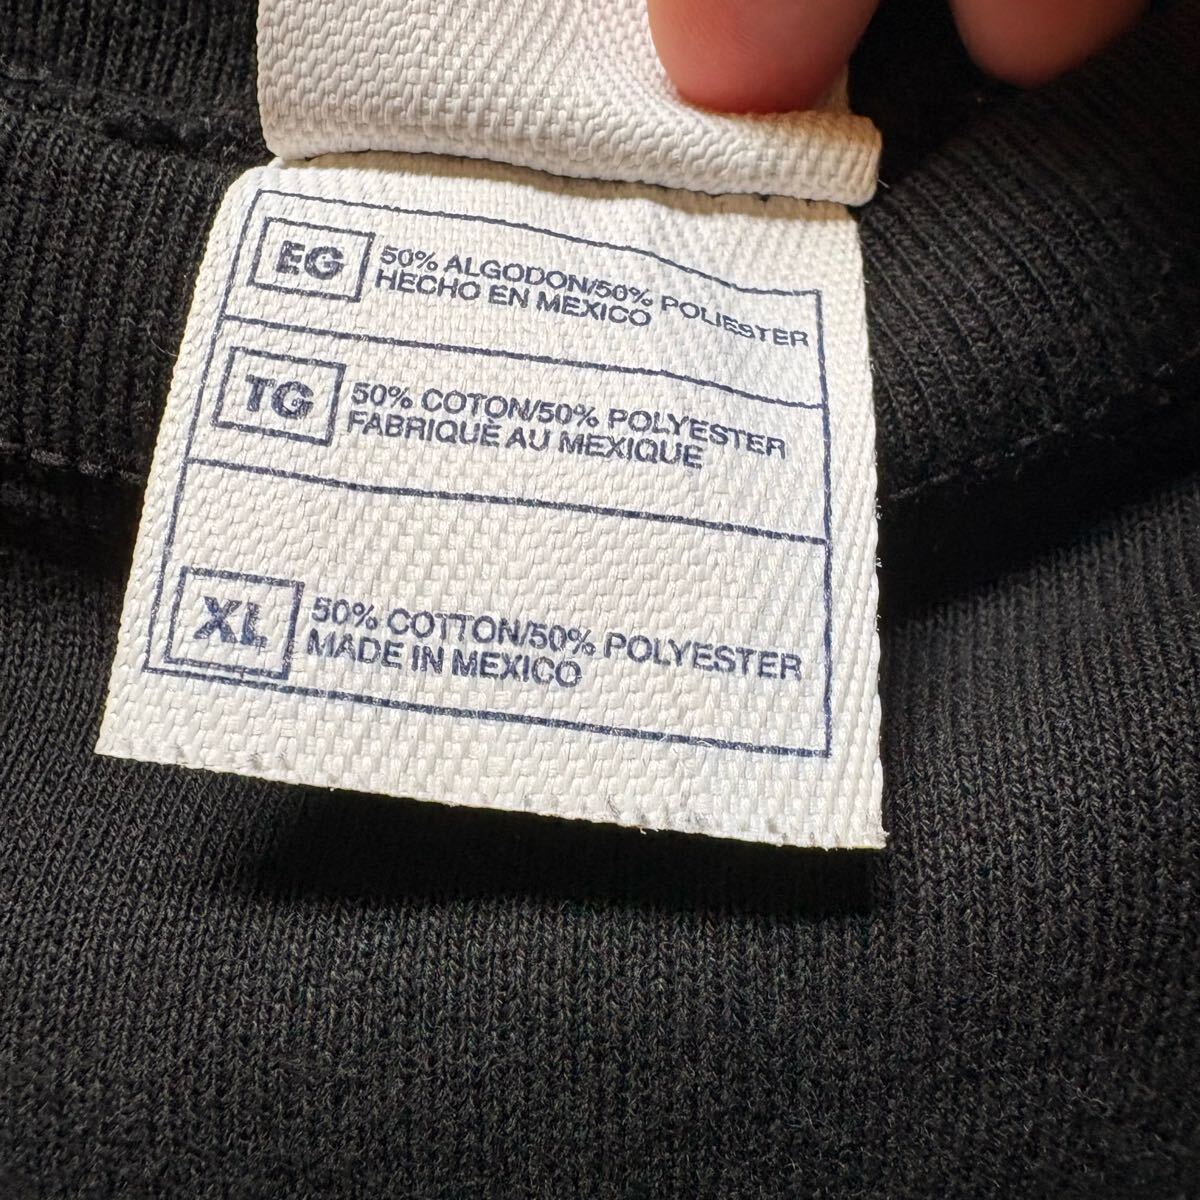 EG
50% ALGODON/50% POLIESTER
HECHO EN MEXICO
TG
50% COTON/50% POLYESTER
FABRIQUÈ AU MEXIQUE
XL
50% COTTON/50% POLYESTER
MADE IN MEXICO